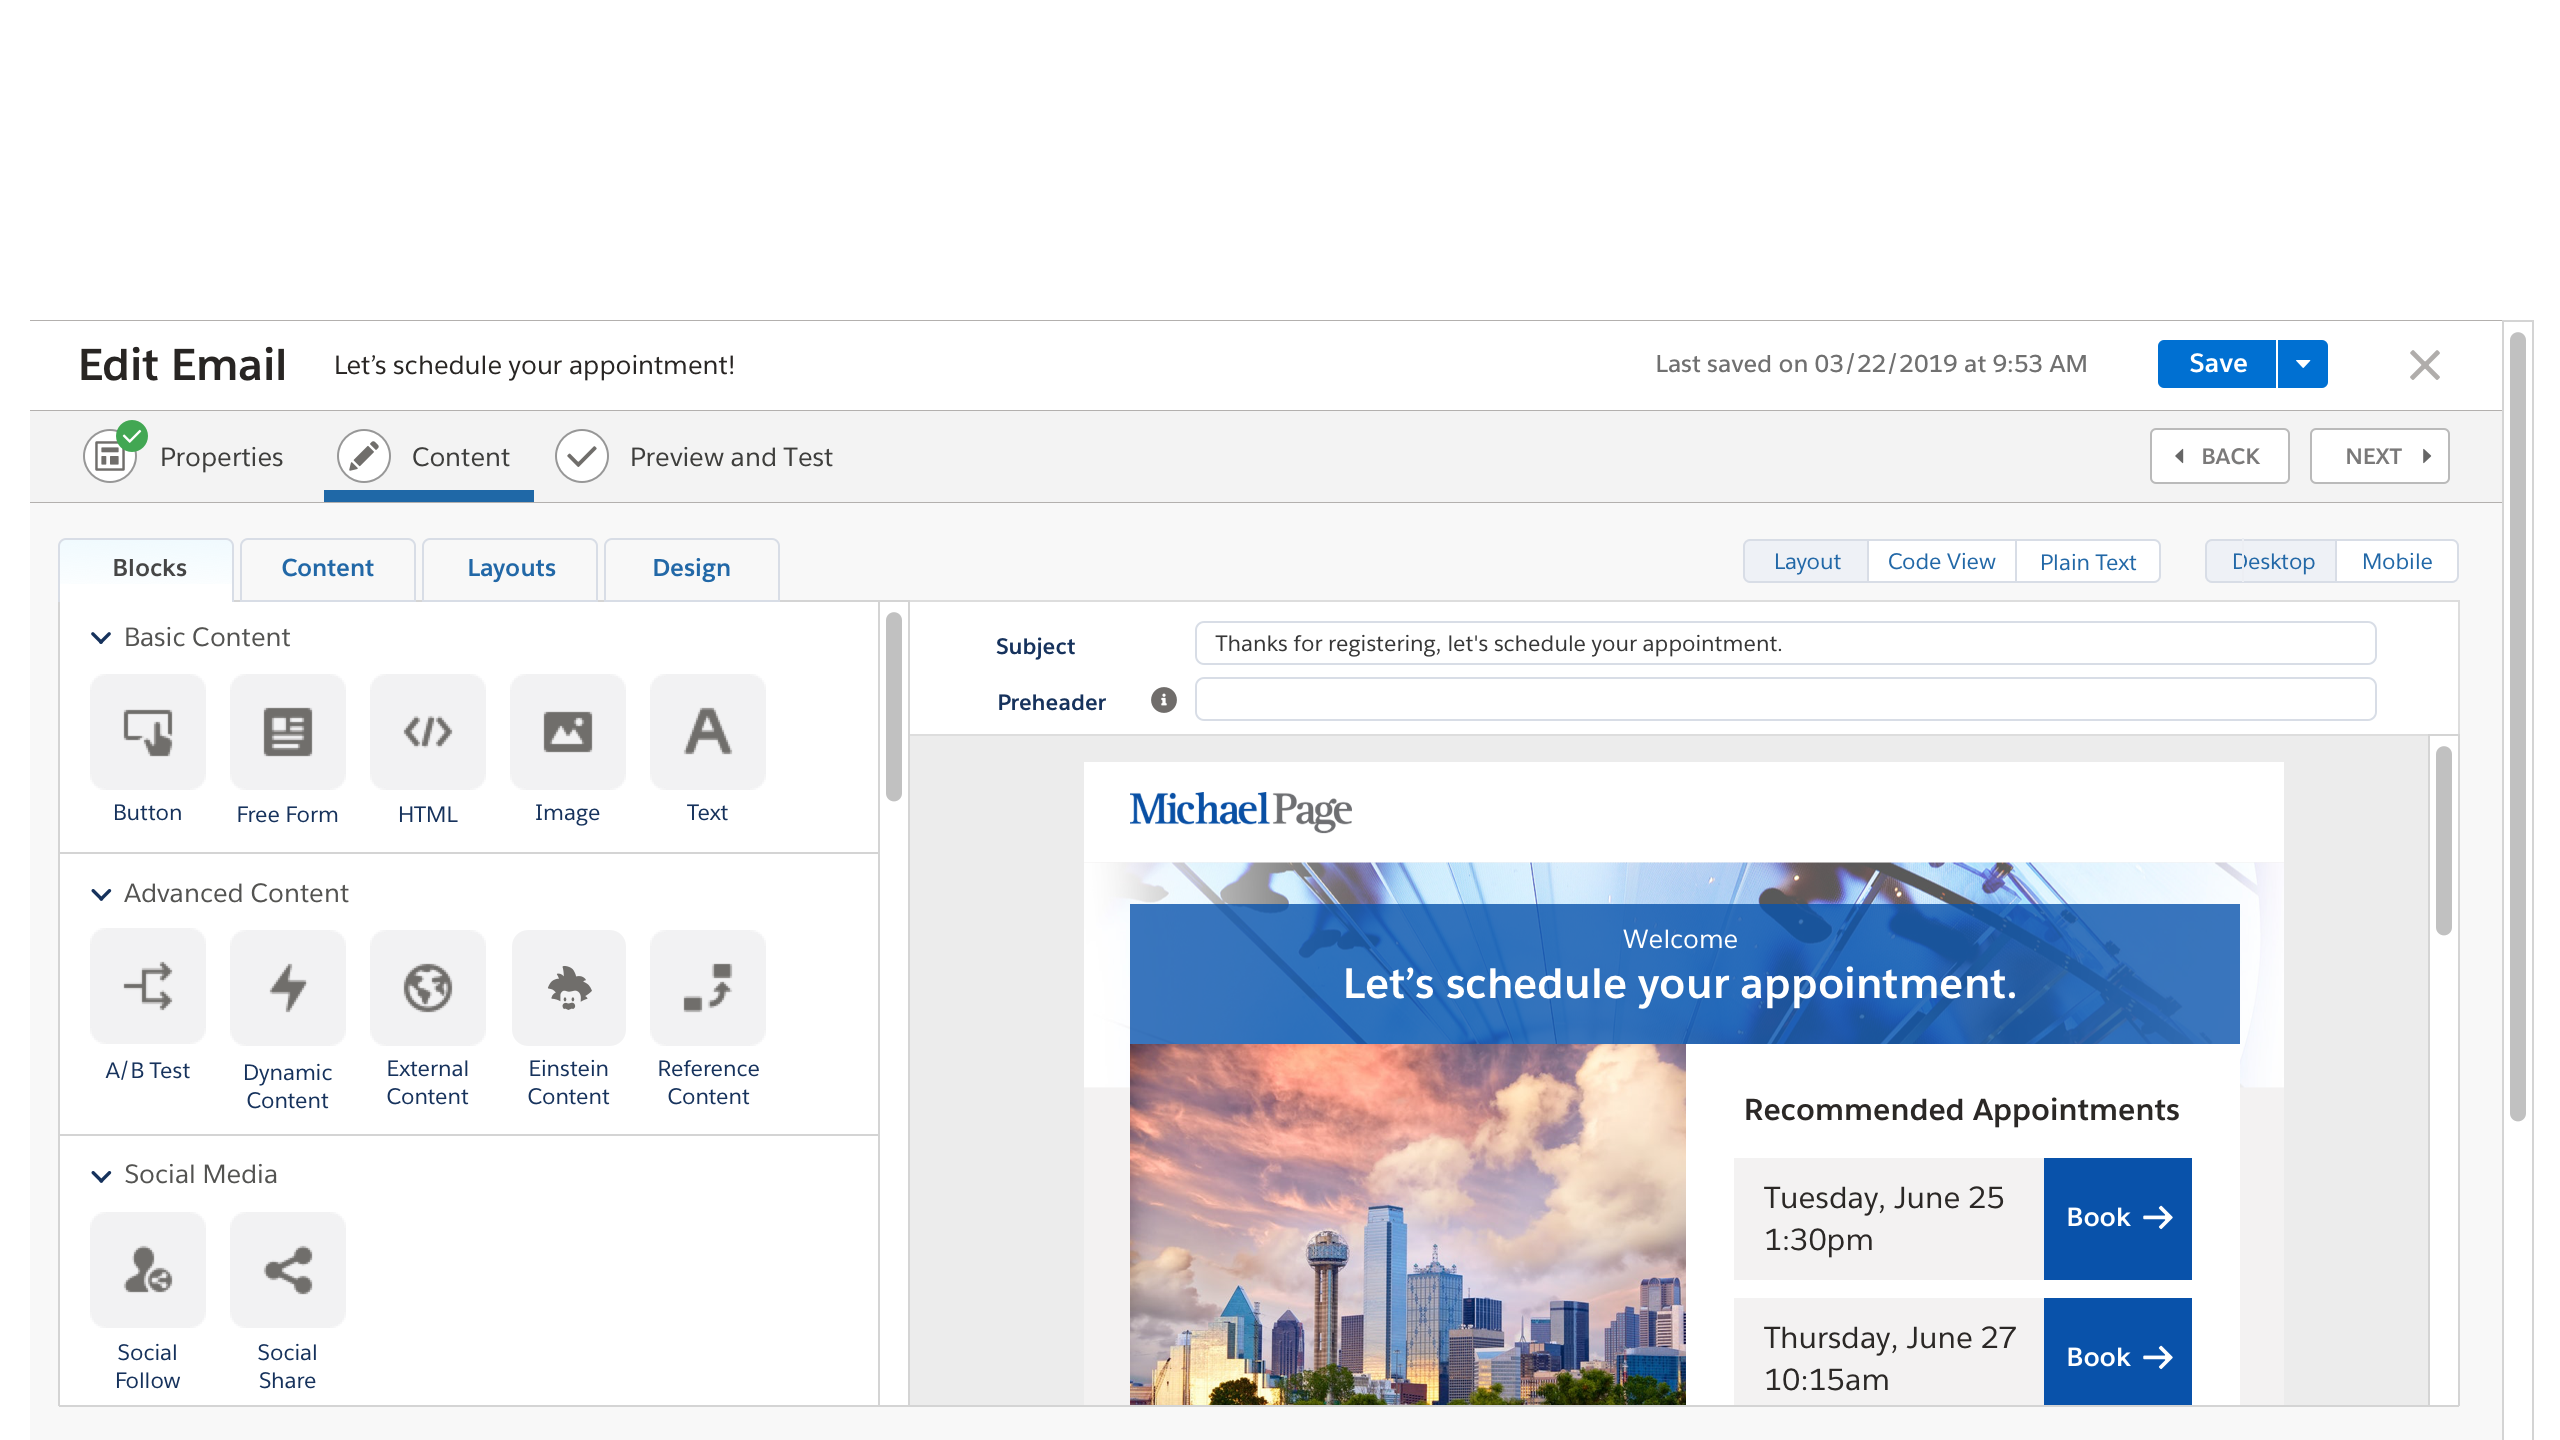 Edit Email
Let’s schedule your appointment!
Last saved on 03/22/2019 at 9:53 AM
Save
Properties
Content
Preview and Test
BACK
NEXT
Blocks
Content
Layouts
Design
Layout
Code View
Plain Text
Desktop
Mobile
Basic Content
Button
Free Form
HTML
Image
Text
Advanced Content
A/B Test
Dynamic
Content
External
Content
Einstein
Content
Reference
Content
Social Media
Social
Follow
Social
Share
Subject
Thanks for registering, let's schedule your appointment.
Preheader
Michael Page
Welcome
Let’s schedule your appointment.
Recommended Appointments
Tuesday, June 25
1:30pm
Book
Thursday, June 27
10:15am
Book